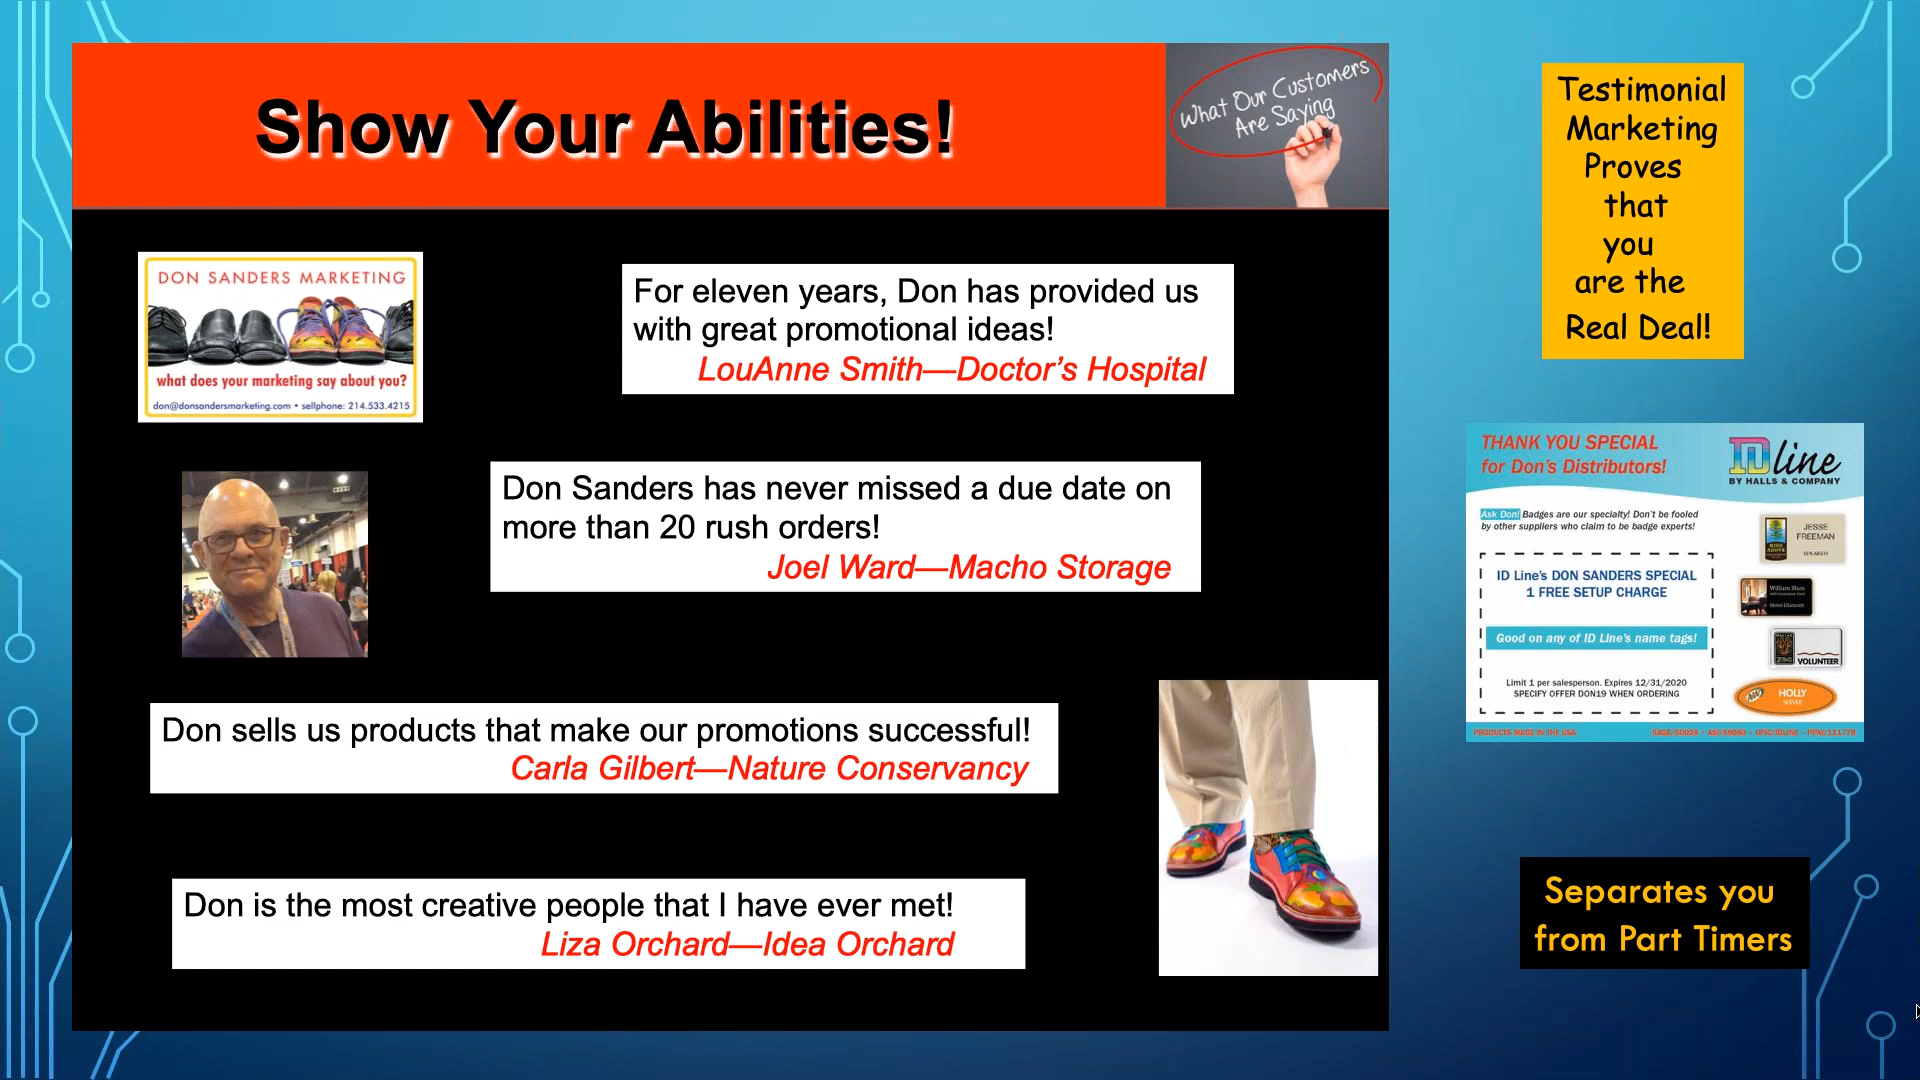 Show Your Abilities!
What Our Customers
Are Saying
DON SANDERS MARKETING
what does your marketing say about you?
don@donsandersmarketing.com • sellphone: 214.533.4215
For eleven years, Don has provided us
with great promotional ideas!
LouAnne Smith—Doctor’s Hospital
Don Sanders has never missed a due date on
more than 20 rush orders!
Joel Ward—Macho Storage
Don sells us products that make our promotions successful!
Carla Gilbert—Nature Conservancy
Don is the most creative people that I have ever met!
Liza Orchard—Idea Orchard
Testimonial
Marketing
Proves
that
you
are the
Real Deal!
THANK YOU SPECIAL
for Don's Distributors!
IDline
BY HALLS & COMPANY
Ask Don! Badges are our specialty! Don't be fooled
by other suppliers who claim to be badge experts!
ID Line's DON SANDERS SPECIAL
1 FREE SETUP CHARGE
Good on any of ID LIne's name tags!
Limit 1 per salesperson. Expires 12/31/2020
SPECIFY OFFER DON19 WHEN ORDERING
JESSE
FREEMAN
SPEAKER
RISE
ABOVE
VOLUNTEER
HOLLY
SERVER
PRODUCTS MADE IN THE USA
Separates you
from Part Timers